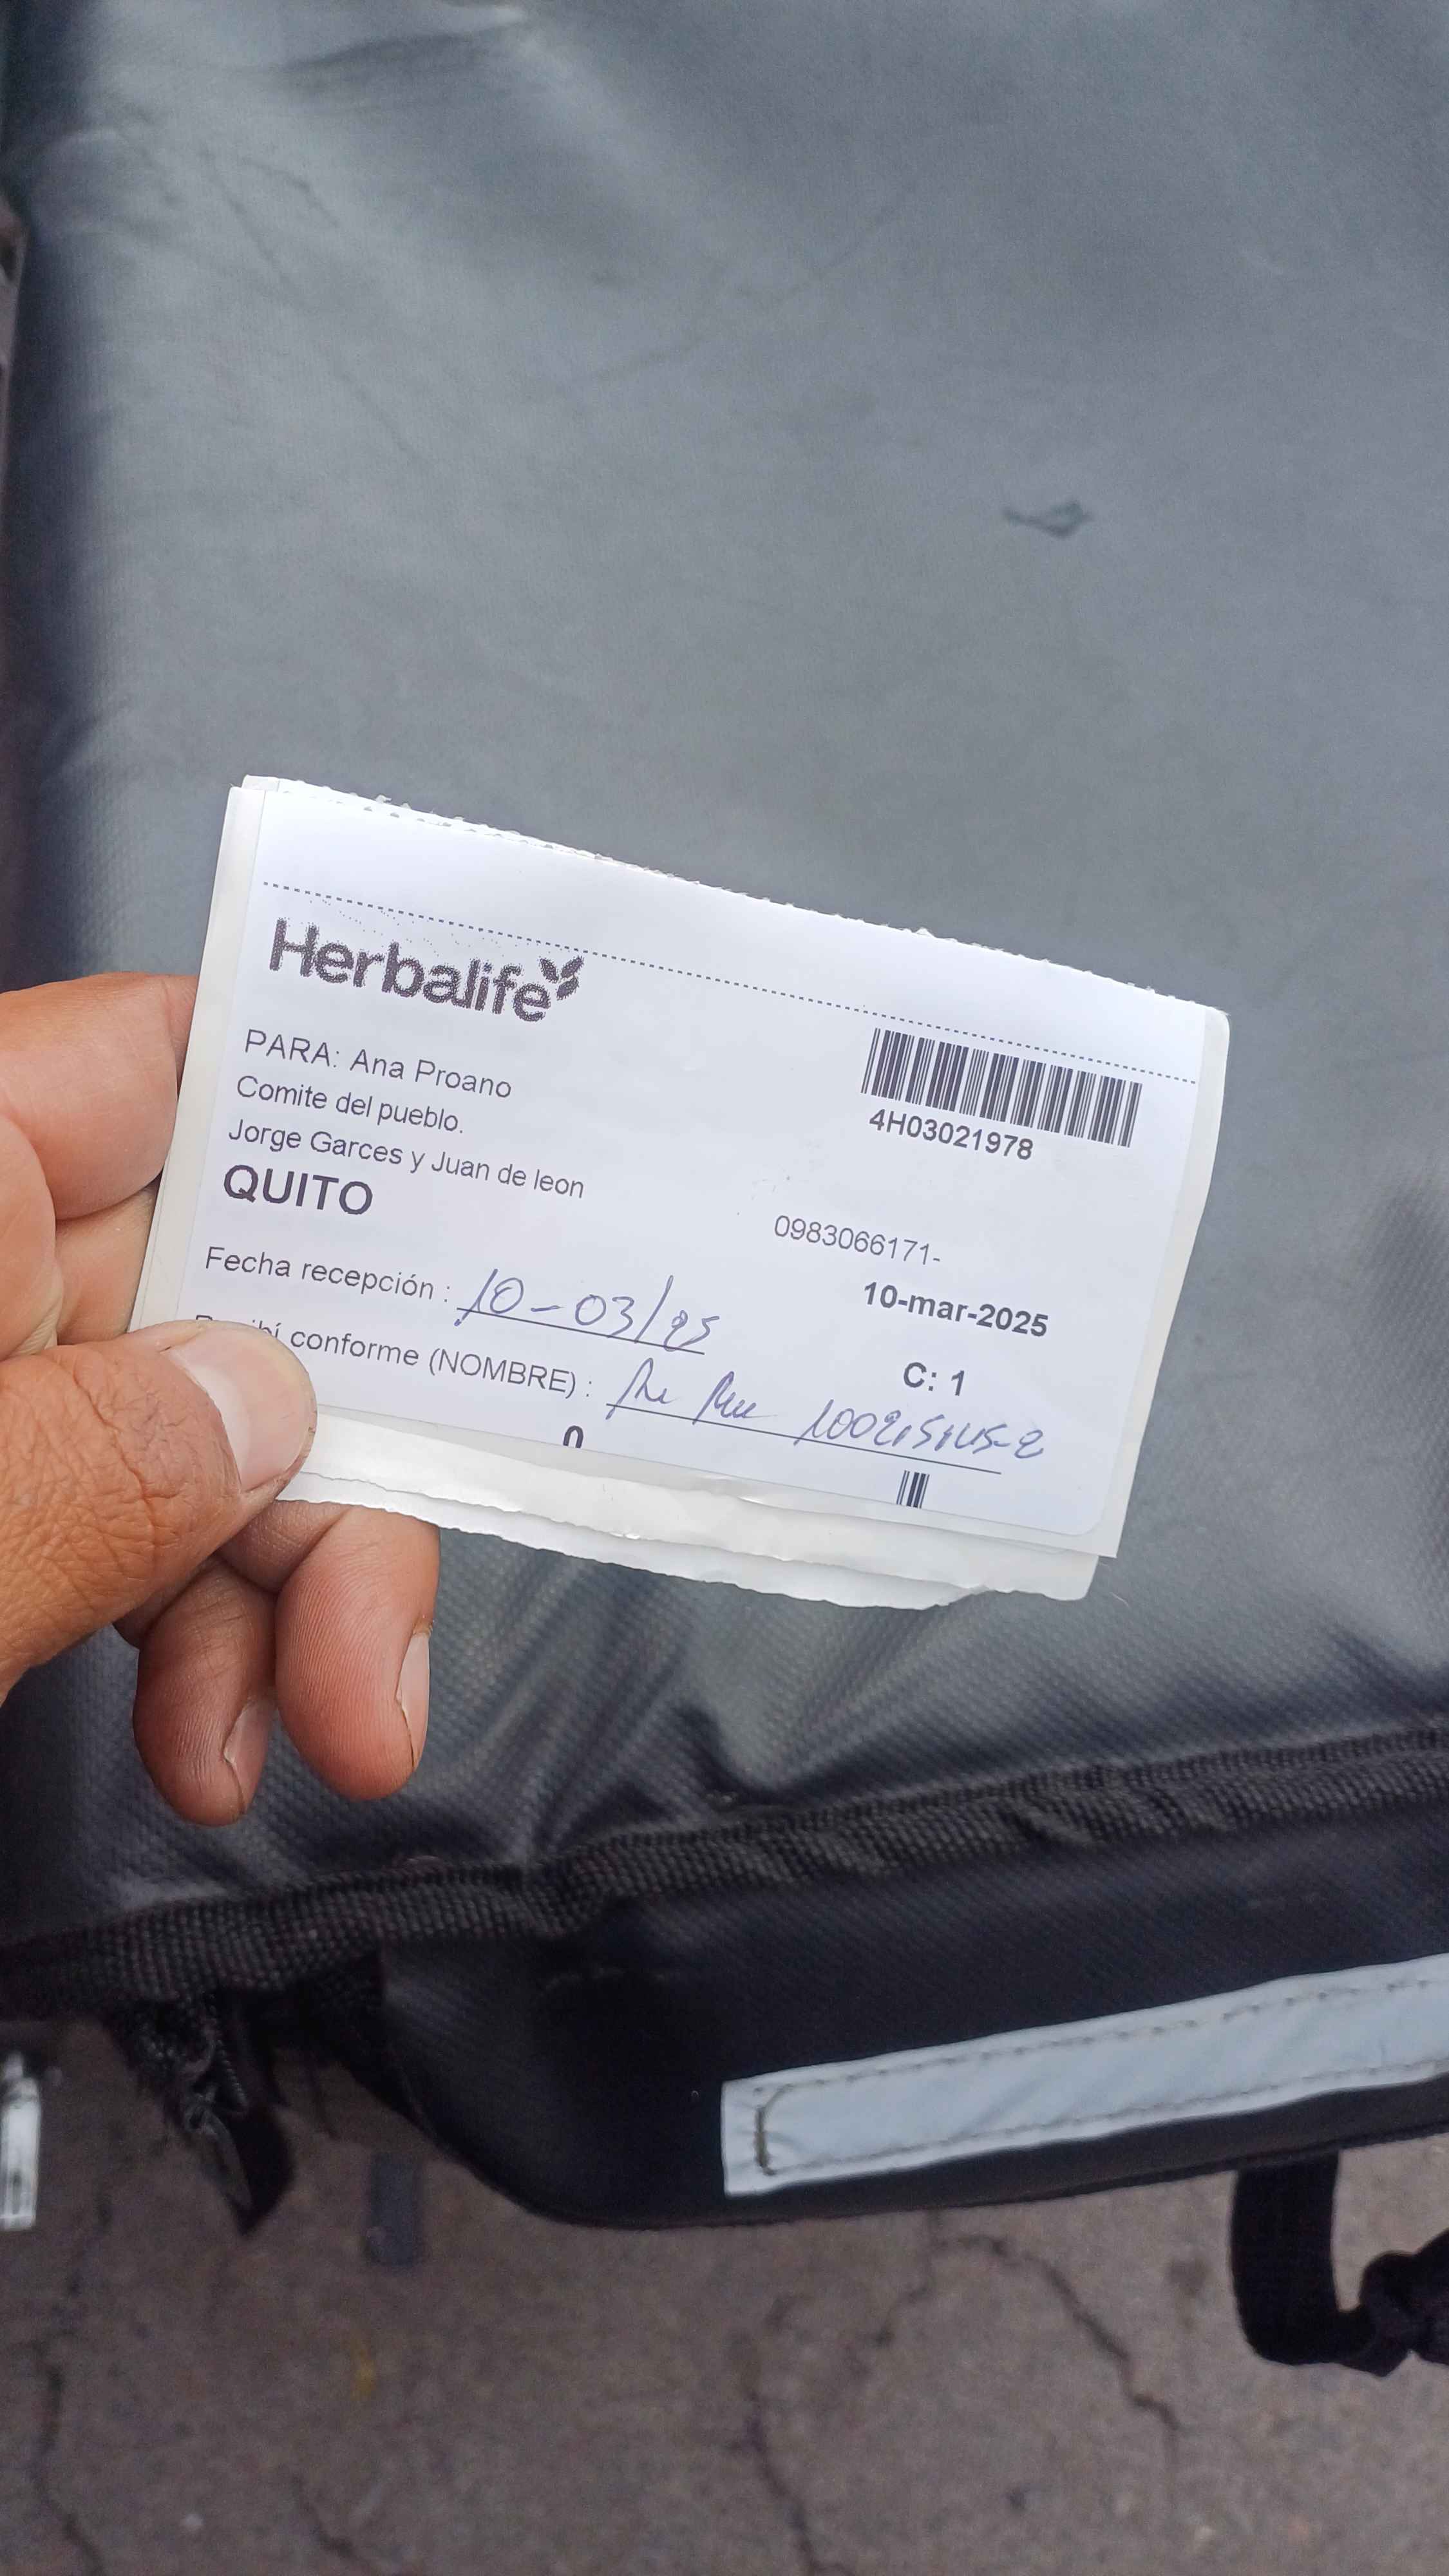 Herbalife
PARA: Ana Proano
Comite del pueblo.
Jorge Garces y Juan de leon
QUITO
4H03021978
0983066171-
10-mar-2025
C: 1
Fecha recepción : 10-03/25
Recibí conforme (NOMBRE) :